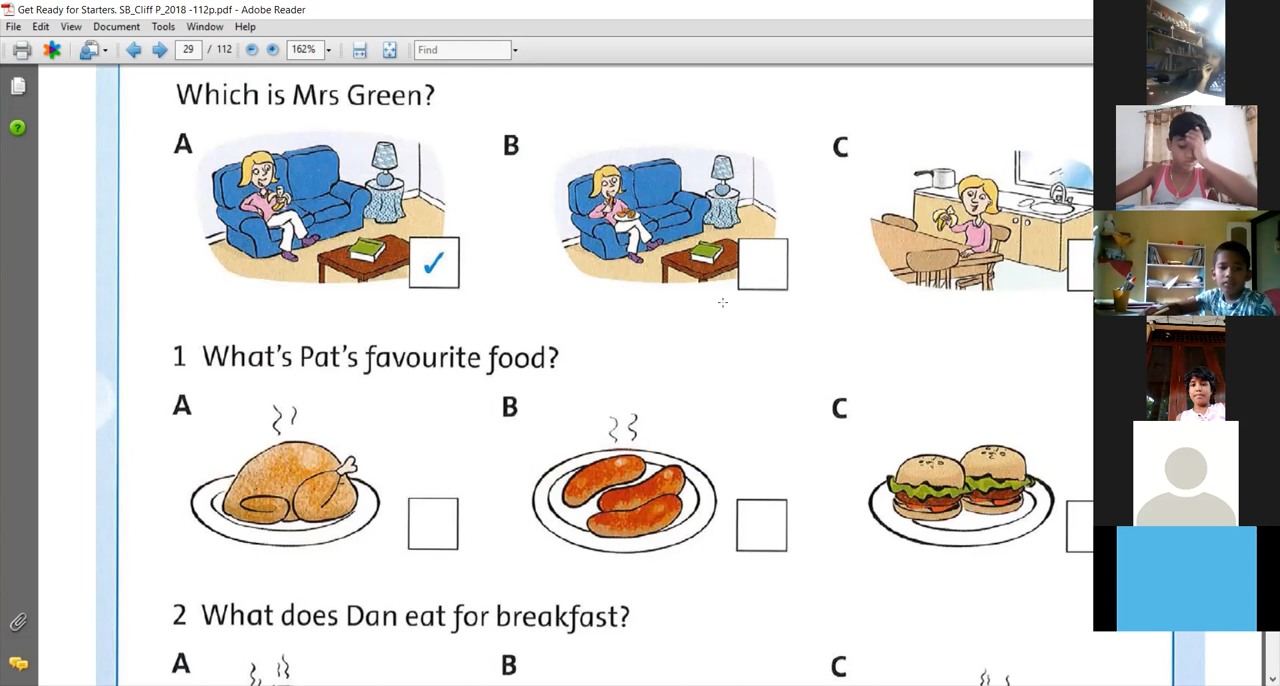 Get Ready for Starters. SB_Cliff P_2018 -112p.pdf - Adobe Reader
File Edit View Document Tools Window Help
29 / 112 162% Find
Which is Mrs Green?
A B C
✓
1 What's Pat's favourite food?
A B C
2 What does Dan eat for breakfast?
A B C